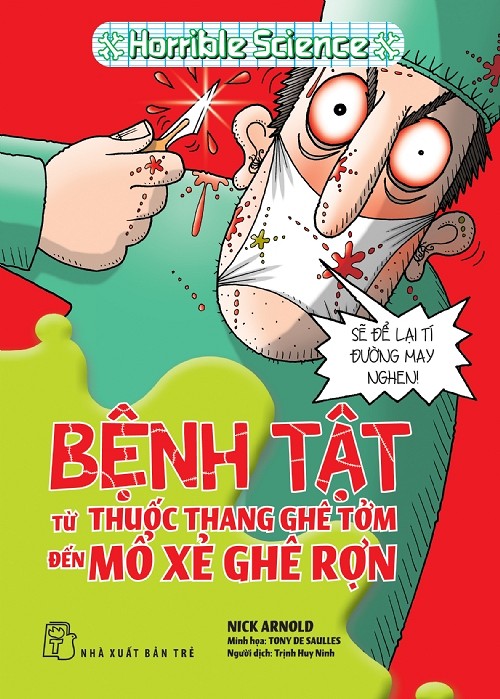 Horrible Science
SẼ ĐỂ LẠI TÍ
ĐƯỜNG MAY
NGHEN!
BỆNH TẬT
TỪ THUỐC THANG GHÊ TỞM
ĐẾN MỔ XẺ GHÊ RỢN
NICK ARNOLD
Minh họa: TONY DE SAULLES
Người dịch: Trịnh Huy Ninh
NHÀ XUẤT BẢN TRẺ